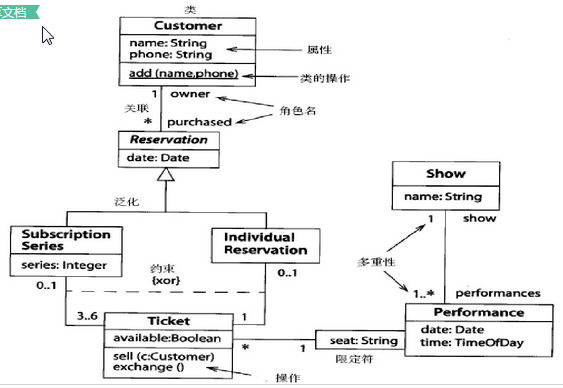 文档
类
Customer
name: String
phone: String
属性
add (name,phone)
类的操作
1 owner
关联
角色名
* purchased
Reservation
date: Date
Show
name: String
泛化
1 show
Subscription
Series
series: Integer
Individual
Reservation
约束
{xor}
多重性
0..1
0..1
3..6
1
1..* performances
Ticket
available:Boolean
sell (c:Customer)
exchange ()
*
1
seat: String
限定符
Performance
date: Date
time: TimeOfDay
操作